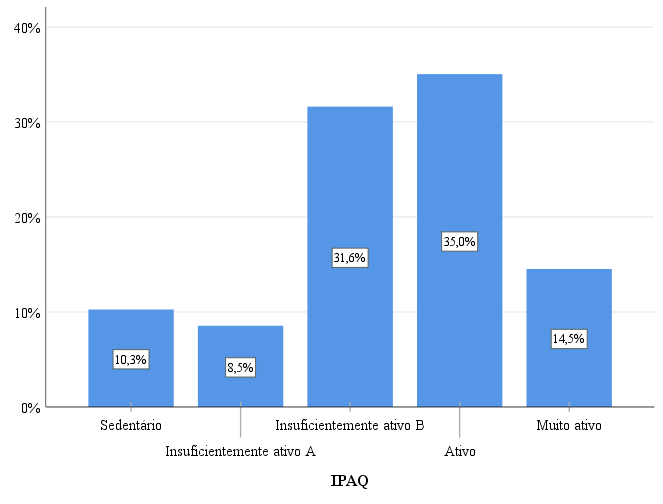 40%
30%
20%
10%
0%
10,3%
8,5%
31,6%
35,0%
14,5%
Sedentário
Insuficientemente ativo A
Insuficientemente ativo B
Ativo
Muito ativo
IPAQ